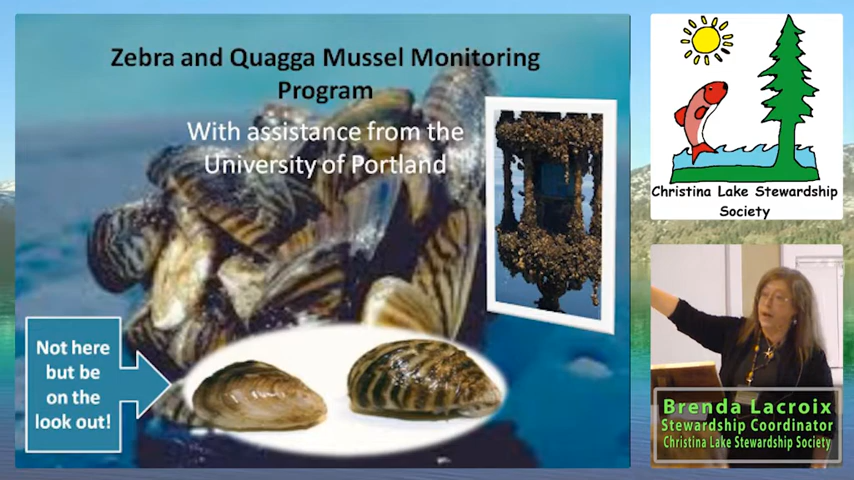 Zebra and Quagga Mussel Monitoring
Program
With assistance from the
University of Portland
Not here
but be
on the
look out!
Christina Lake Stewardship
Society
Brenda Lacroix
Stewardship Coordinator
Christina Lake Stewardship Society